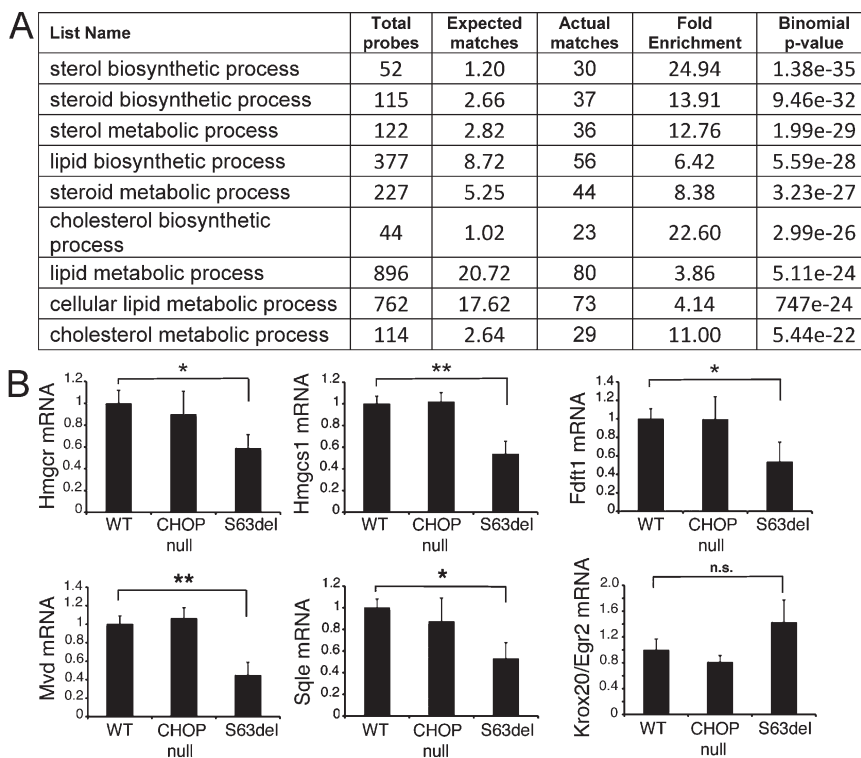 A
List Name | Total probes | Expected matches | Actual matches | Fold Enrichment | Binomial p-value
sterol biosynthetic process | 52 | 1.20 | 30 | 24.94 | 1.38e-35
steroid biosynthetic process | 115 | 2.66 | 37 | 13.91 | 9.46e-32
sterol metabolic process | 122 | 2.82 | 36 | 12.76 | 1.99e-29
lipid biosynthetic process | 377 | 8.72 | 56 | 6.42 | 5.59e-28
steroid metabolic process | 227 | 5.25 | 44 | 8.38 | 3.23e-27
cholesterol biosynthetic process | 44 | 1.02 | 23 | 22.60 | 2.99e-26
lipid metabolic process | 896 | 20.72 | 80 | 3.86 | 5.11e-24
cellular lipid metabolic process | 762 | 17.62 | 73 | 4.14 | 747e-24
cholesterol metabolic process | 114 | 2.64 | 29 | 11.00 | 5.44e-22
B
Hmgcr mRNA
1.2
1
0.8
0.6
0.4
0.2
0
*
WT CHOP null S63del
Hmgcs1 mRNA
1.2
1
0.8
0.6
0.4
0.2
0
**
WT CHOP null S63del
Fdft1 mRNA
1.4
1.2
1
0.8
0.6
0.4
0.2
0
*
WT CHOP null S63del
Mvd mRNA
1.4
1.2
1
0.8
0.6
0.4
0.2
0
**
WT CHOP null S63del
Sqle mRNA
1.2
1
0.8
0.6
0.4
0.2
0
*
WT CHOP null S63del
Krox20/Egr2 mRNA
2.0
1.6
1.2
0.8
0.4
0
n.s.
WT CHOP null S63del